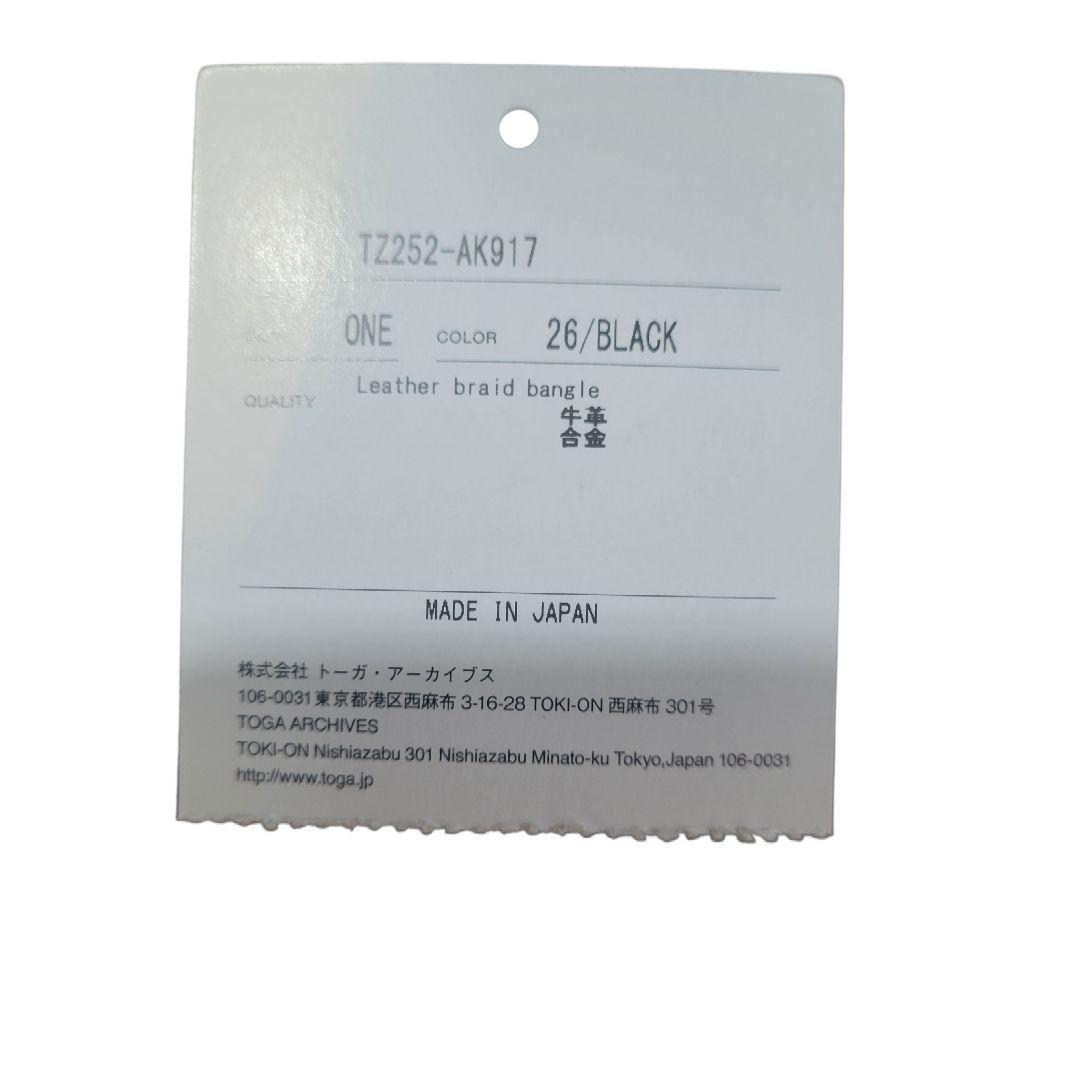 TZ252-AK917
ONE COLOR 26/BLACK
QUALITY Leather braid bangle
牛革
合金
MADE IN JAPAN
株式会社 トーガ・アーカイブス
106-0031東京都港区西麻布 3-16-28 TOKI-ON 西麻布 301号
TOGA ARCHIVES
TOKI-ON Nishiazabu 301 Nishiazabu Minato-ku Tokyo,Japan 106-0031
http://www.toga.jp